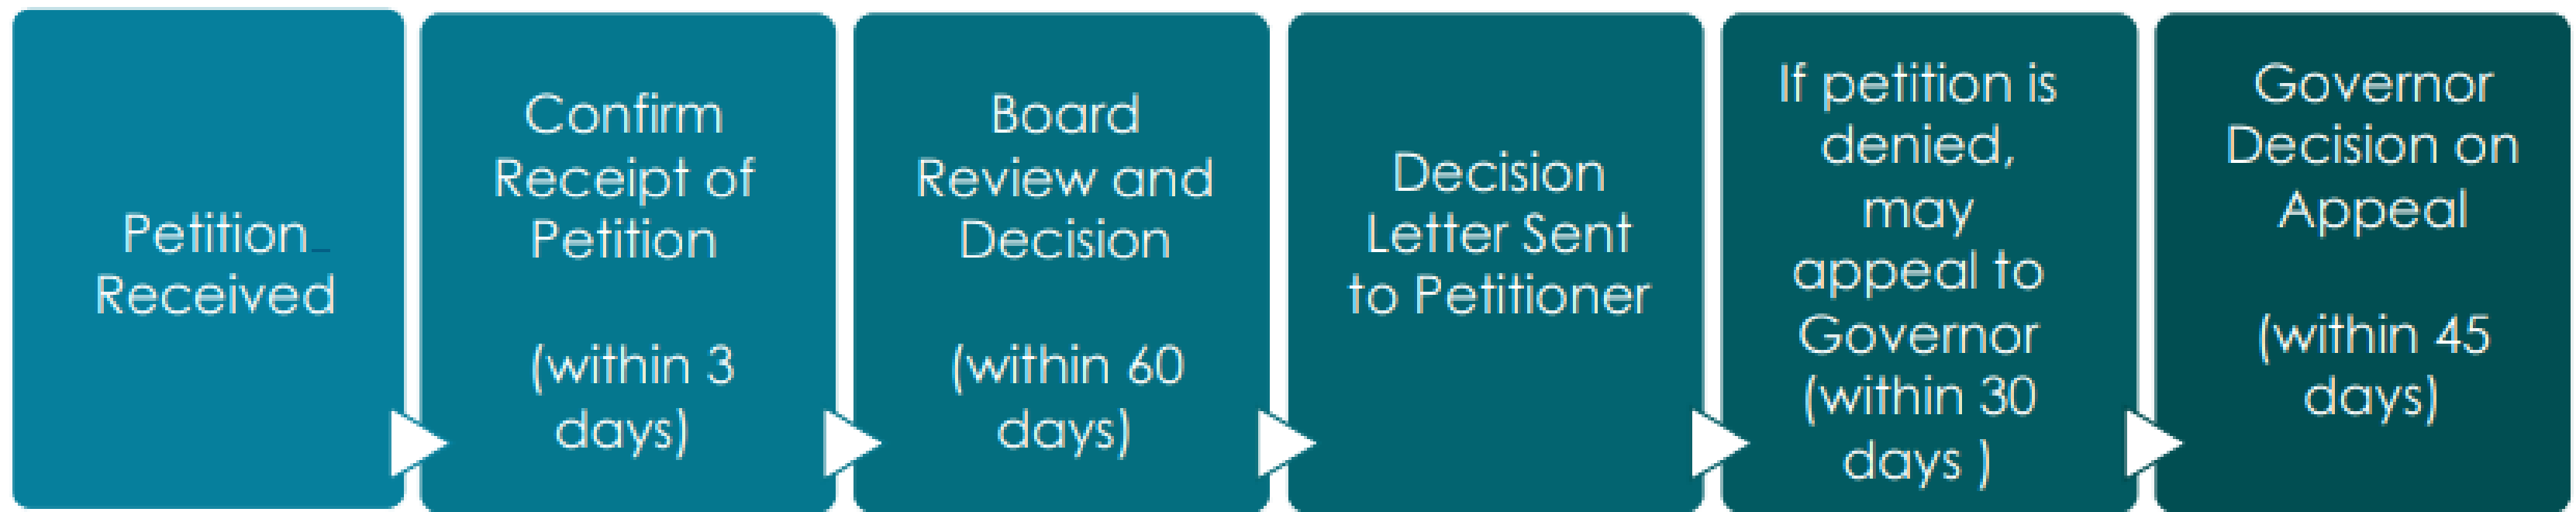 Petition
Received
Confirm
Receipt of
Petition
(within 3
days)
Board
Review and
Decision
(within 60
days)
Decision
Letter Sent
to Petitioner
If petition is
denied,
may
appeal to
Governor
(within 30
days )
Governor
Decision on
Appeal
(within 45
days)